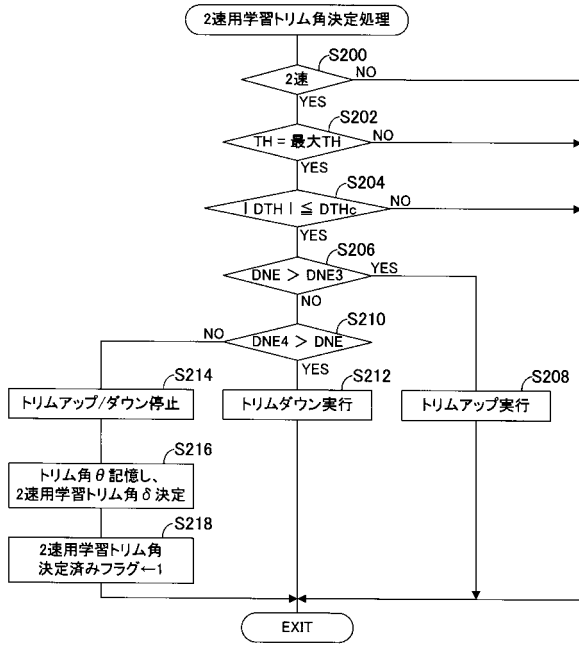 2速用学習トリム角決定処理
S200
2速
NO
YES
S202
TH = 最大TH
NO
YES
S204
| DTH | ≦ DTHc
NO
YES
S206
DNE > DNE3
YES
NO
S210
DNE4 > DNE
NO
YES
S214
トリムアップ/ダウン停止
S212
トリムダウン実行
S208
トリムアップ実行
S216
トリム角θ記憶し、
2速用学習トリム角δ決定
S218
2速用学習トリム角
決定済みフラグ←1
EXIT